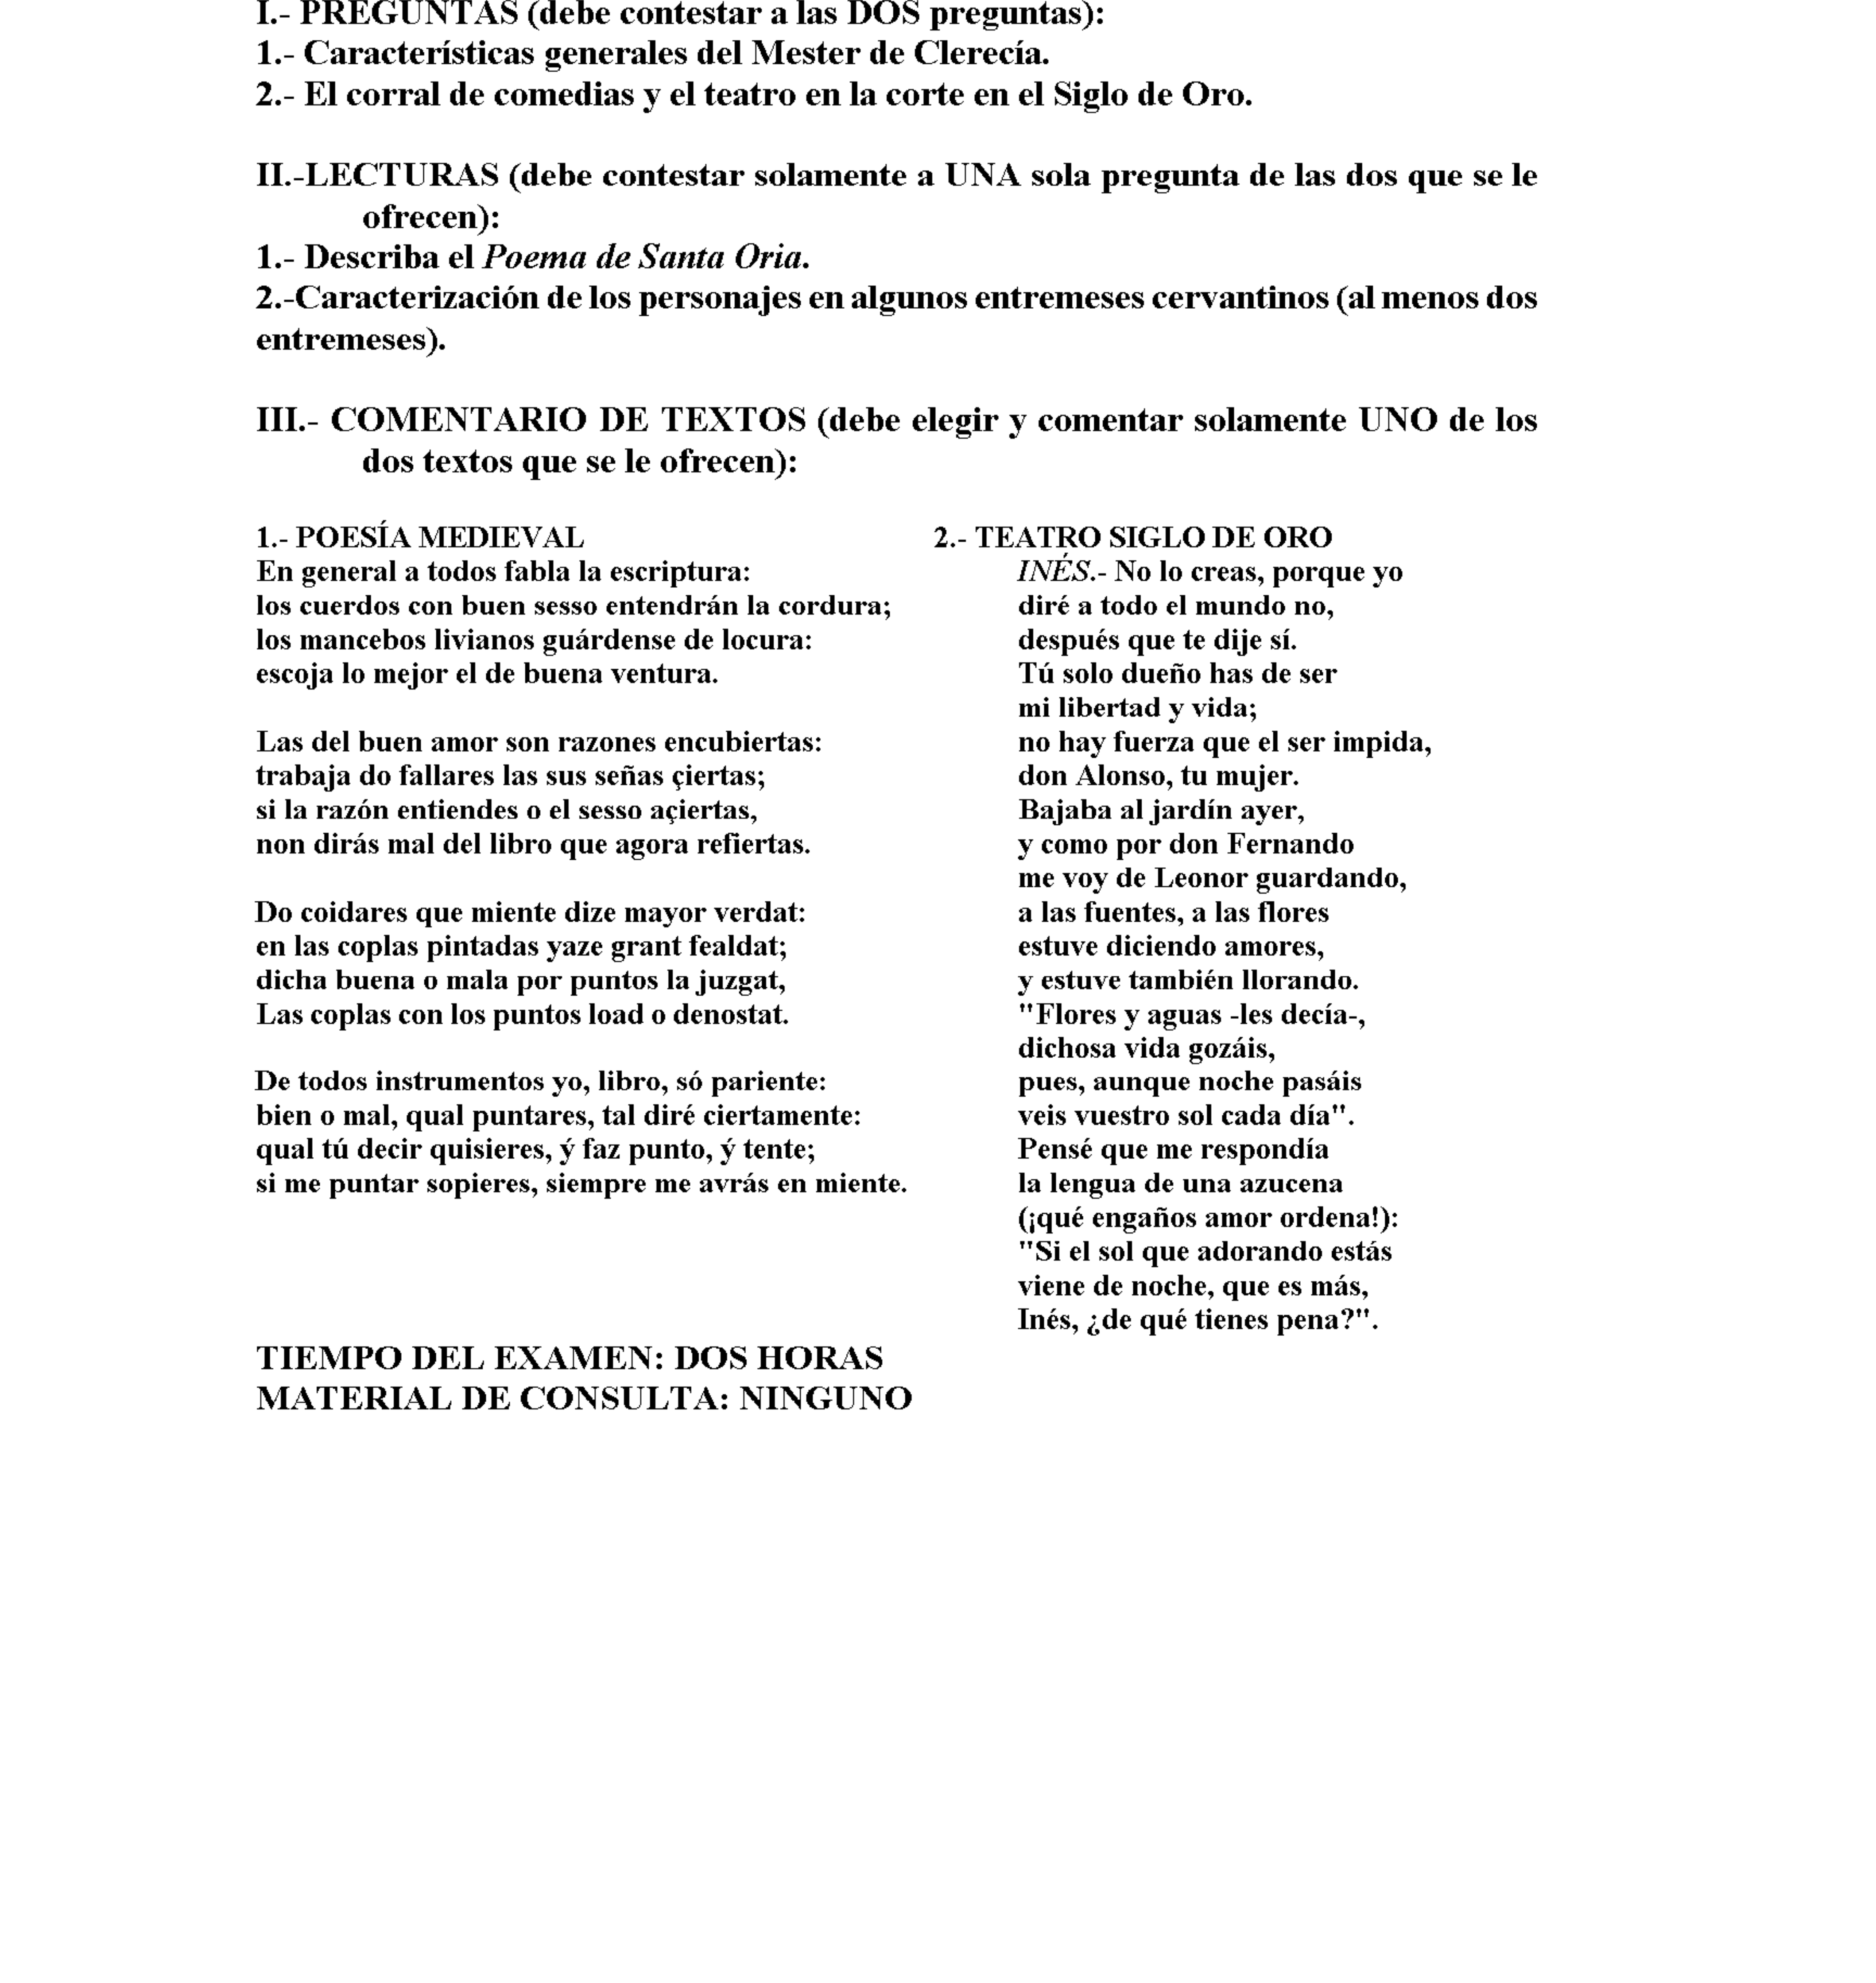 I.- PREGUNTAS (debe contestar a las DOS preguntas):
1.- Características generales del Mester de Clerecía.
2.- El corral de comedias y el teatro en la corte en el Siglo de Oro.
II.-LECTURAS (debe contestar solamente a UNA sola pregunta de las dos que se le
ofrecen):
1.- Describa el Poema de Santa Oria.
2.-Caracterización de los personajes en algunos entremeses cervantinos (al menos dos
entremeses).
III.- COMENTARIO DE TEXTOS (debe elegir y comentar solamente UNO de los
dos textos que se le ofrecen):
1.- POESÍA MEDIEVAL
En general a todos fabla la escriptura:
los cuerdos con buen sesso entendrán la cordura;
los mancebos livianos guárdense de locura:
escoja lo mejor el de buena ventura.
Las del buen amor son razones encubiertas:
trabaja do fallares las sus señas çiertas;
si la razón entiendes o el sesso açiertas,
non dirás mal del libro que agora refiertas.
Do coidares que miente dize mayor verdat:
en las coplas pintadas yaze grant fealdat;
dicha buena o mala por puntos la juzgat,
Las coplas con los puntos load o denostat.
De todos instrumentos yo, libro, só pariente:
bien o mal, qual puntares, tal diré ciertamente:
qual tú decir quisieres, ý faz punto, ý tente;
si me puntar sopieres, siempre me avrás en miente.
2.- TEATRO SIGLO DE ORO
INÉS.- No lo creas, porque yo
diré a todo el mundo no,
después que te dije sí.
Tú solo dueño has de ser
mi libertad y vida;
no hay fuerza que el ser impida,
don Alonso, tu mujer.
Bajaba al jardín ayer,
y como por don Fernando
me voy de Leonor guardando,
a las fuentes, a las flores
estuve diciendo amores,
y estuve también llorando.
"Flores y aguas -les decía-,
dichosa vida gozáis,
pues, aunque noche pasáis
veis vuestro sol cada día".
Pensé que me respondía
la lengua de una azucena
(¡qué engaños amor ordena!):
"Si el sol que adorando estás
viene de noche, que es más,
Inés, ¿de qué tienes pena?".
TIEMPO DEL EXAMEN: DOS HORAS
MATERIAL DE CONSULTA: NINGUNO